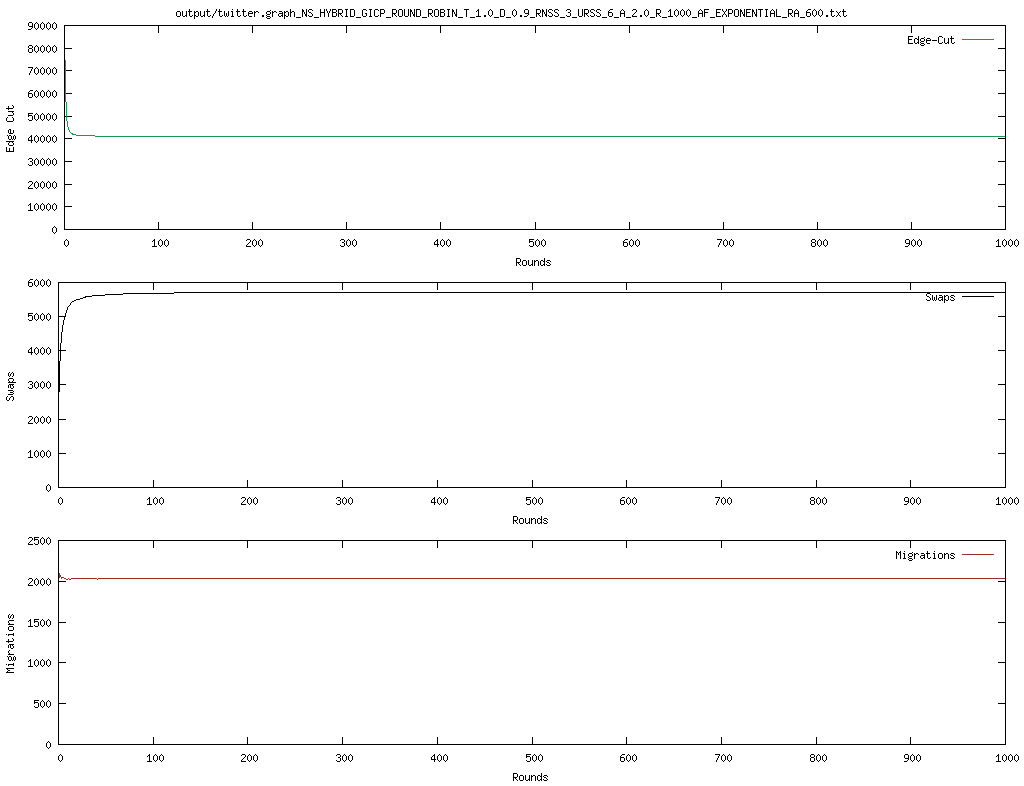 output/twitter.graph_NS_HYBRID_GICP_ROUND_ROBIN_T_1.0_D_0.9_RNSS_3_URSS_6_A_2.0_R_1000_AF_EXPONENTIAL_RA_600.txt
90000
80000
70000
60000
50000
40000
30000
20000
10000
0
Edge Cut
Edge-Cut
0 100 200 300 400 500 600 700 800 900 1000
Rounds
6000
5000
4000
3000
2000
1000
0
Swaps
Swaps
0 100 200 300 400 500 600 700 800 900 1000
Rounds
2500
2000
1500
1000
500
0
Migrations
Migrations
0 100 200 300 400 500 600 700 800 900 1000
Rounds